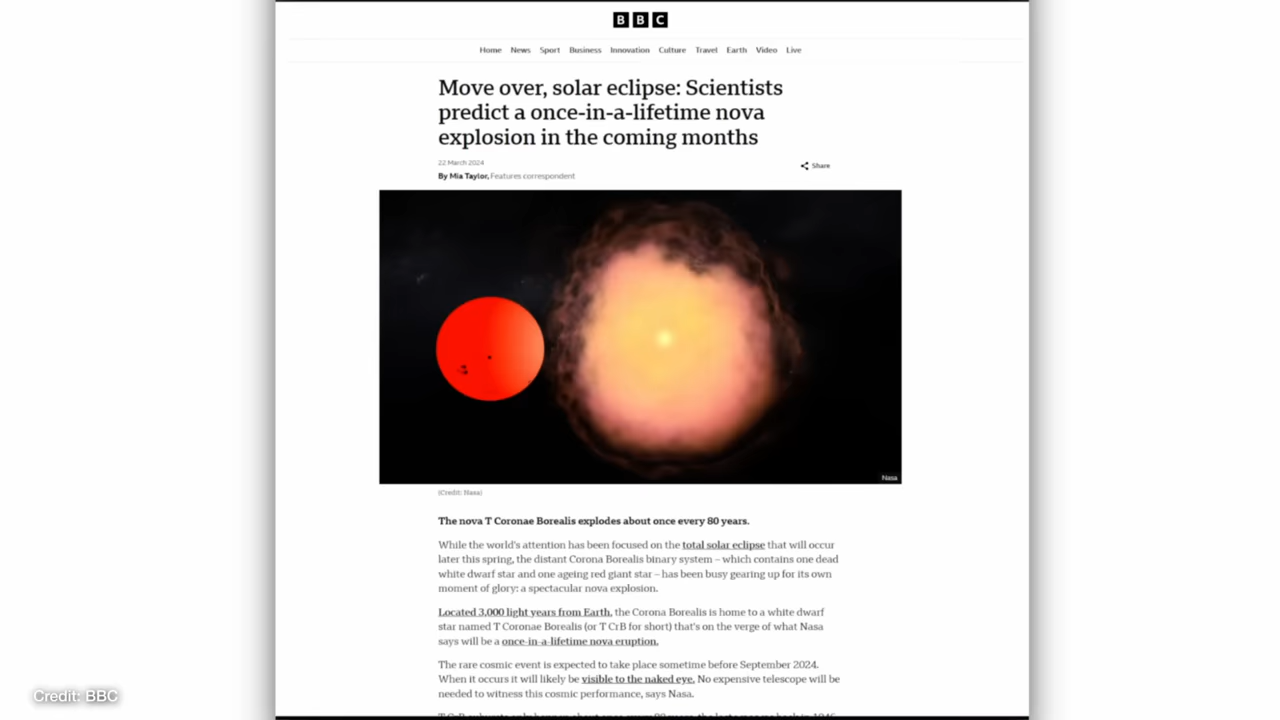 BBC
Home News Sport Business Innovation Culture Travel Earth Video Live
Move over, solar eclipse: Scientists
predict a once-in-a-lifetime nova
explosion in the coming months
22 March 2024
Share
By Mia Taylor, Features correspondent
Nasa
(Credit: Nasa)
The nova T Coronae Borealis explodes about once every 80 years.
While the world's attention has been focused on the total solar eclipse that will occur
later this spring, the distant Corona Borealis binary system – which contains one dead
white dwarf star and one ageing red giant star – has been busy gearing up for its own
moment of glory: a spectacular nova explosion.
Located 3,000 light years from Earth, the Corona Borealis is home to a white dwarf
star named T Coronae Borealis (or T CrB for short) that's on the verge of what Nasa
says will be a once-in-a-lifetime nova eruption.
The rare cosmic event is expected to take place sometime before September 2024.
When it occurs it will likely be visible to the naked eye. No expensive telescope will be
needed to witness this cosmic performance, says Nasa.
Credit: BBC